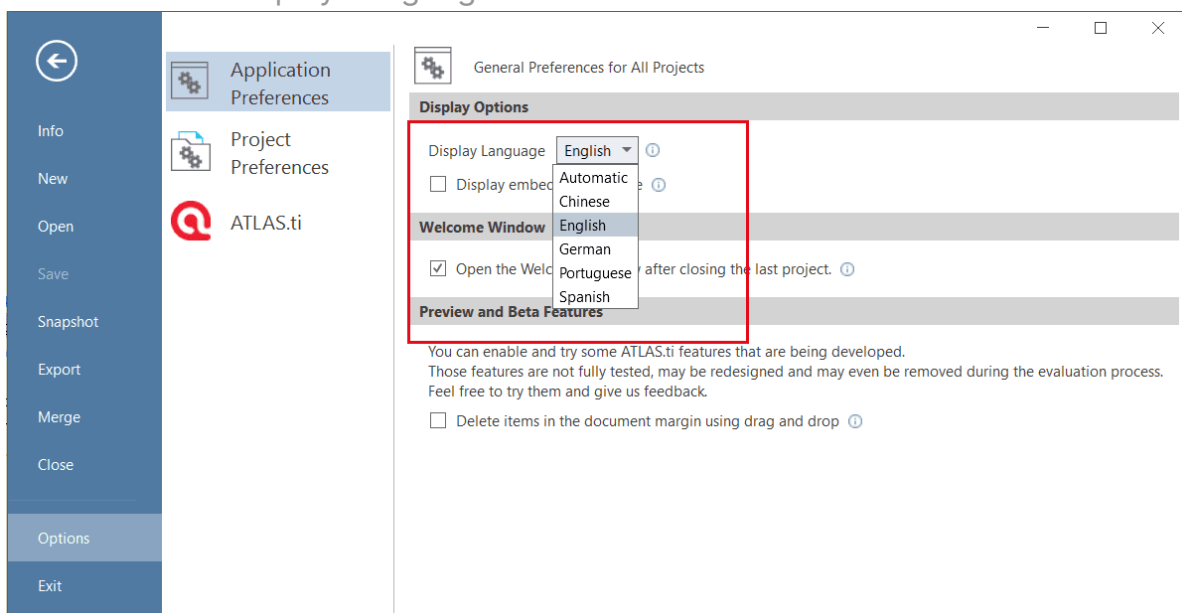 Info
New
Open
Save
Snapshot
Export
Merge
Close
Options
Exit
Application
Preferences
Project
Preferences
ATLAS.ti
General Preferences for All Projects
Display Options
Display Language English
Automatic
Chinese
English
German
Portuguese
Spanish
Display
Welcome Window
Open the after closing the last project.
Preview and Beta Features
You can enable and try some ATLAS.ti features that are being developed.
Those features are not fully tested, may be redesigned and may even be removed during the evaluation process.
Feel free to try them and give us feedback.
Delete items in the document margin using drag and drop